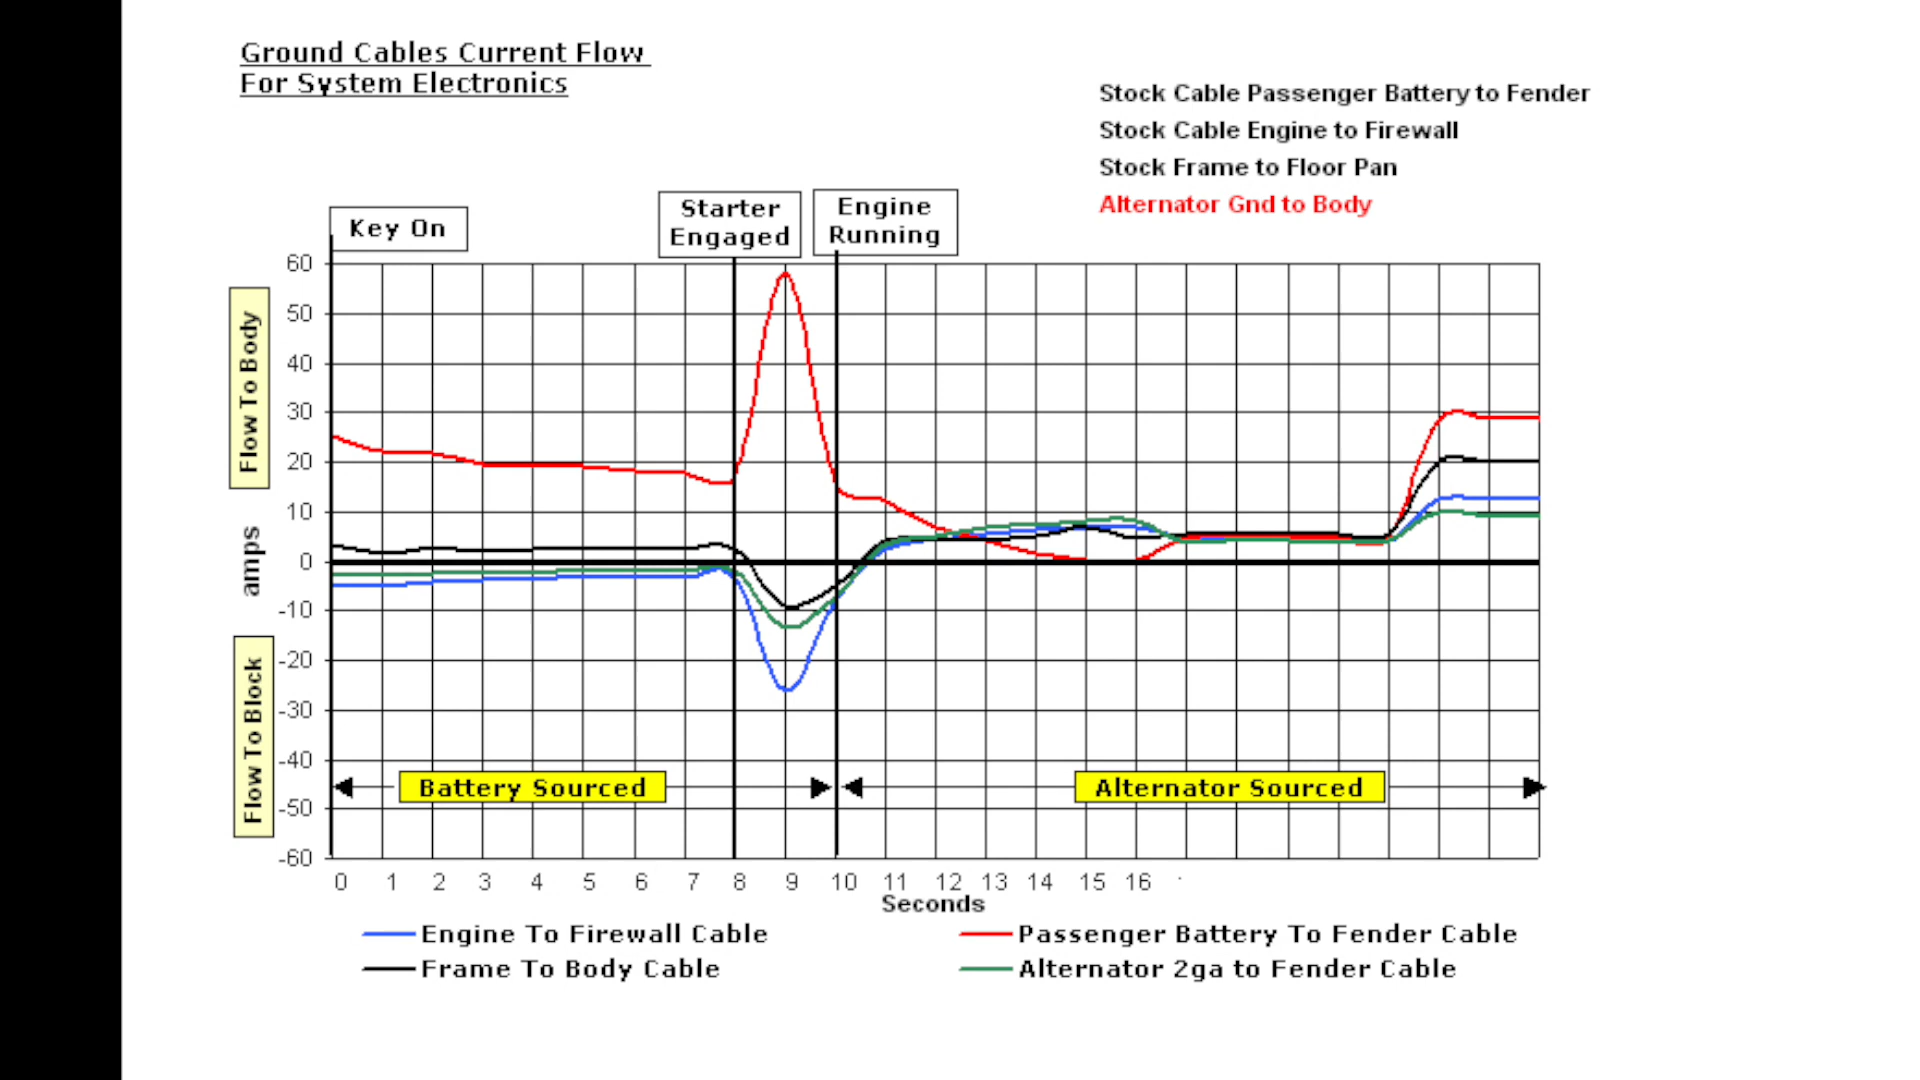 Ground Cables Current Flow
For System Electronics
Stock Cable Passenger Battery to Fender
Stock Cable Engine to Firewall
Stock Frame to Floor Pan
Alternator Gnd to Body
Key On
Starter
Engaged
Engine
Running
Flow To Body
amps
Flow To Block
60
50
40
30
20
10
0
-10
-20
-30
-40
-50
-60
Battery Sourced
Alternator Sourced
0 1 2 3 4 5 6 7 8 9 10 11 12 13 14 15 16
Seconds
Engine To Firewall Cable
Passenger Battery To Fender Cable
Frame To Body Cable
Alternator 2ga to Fender Cable